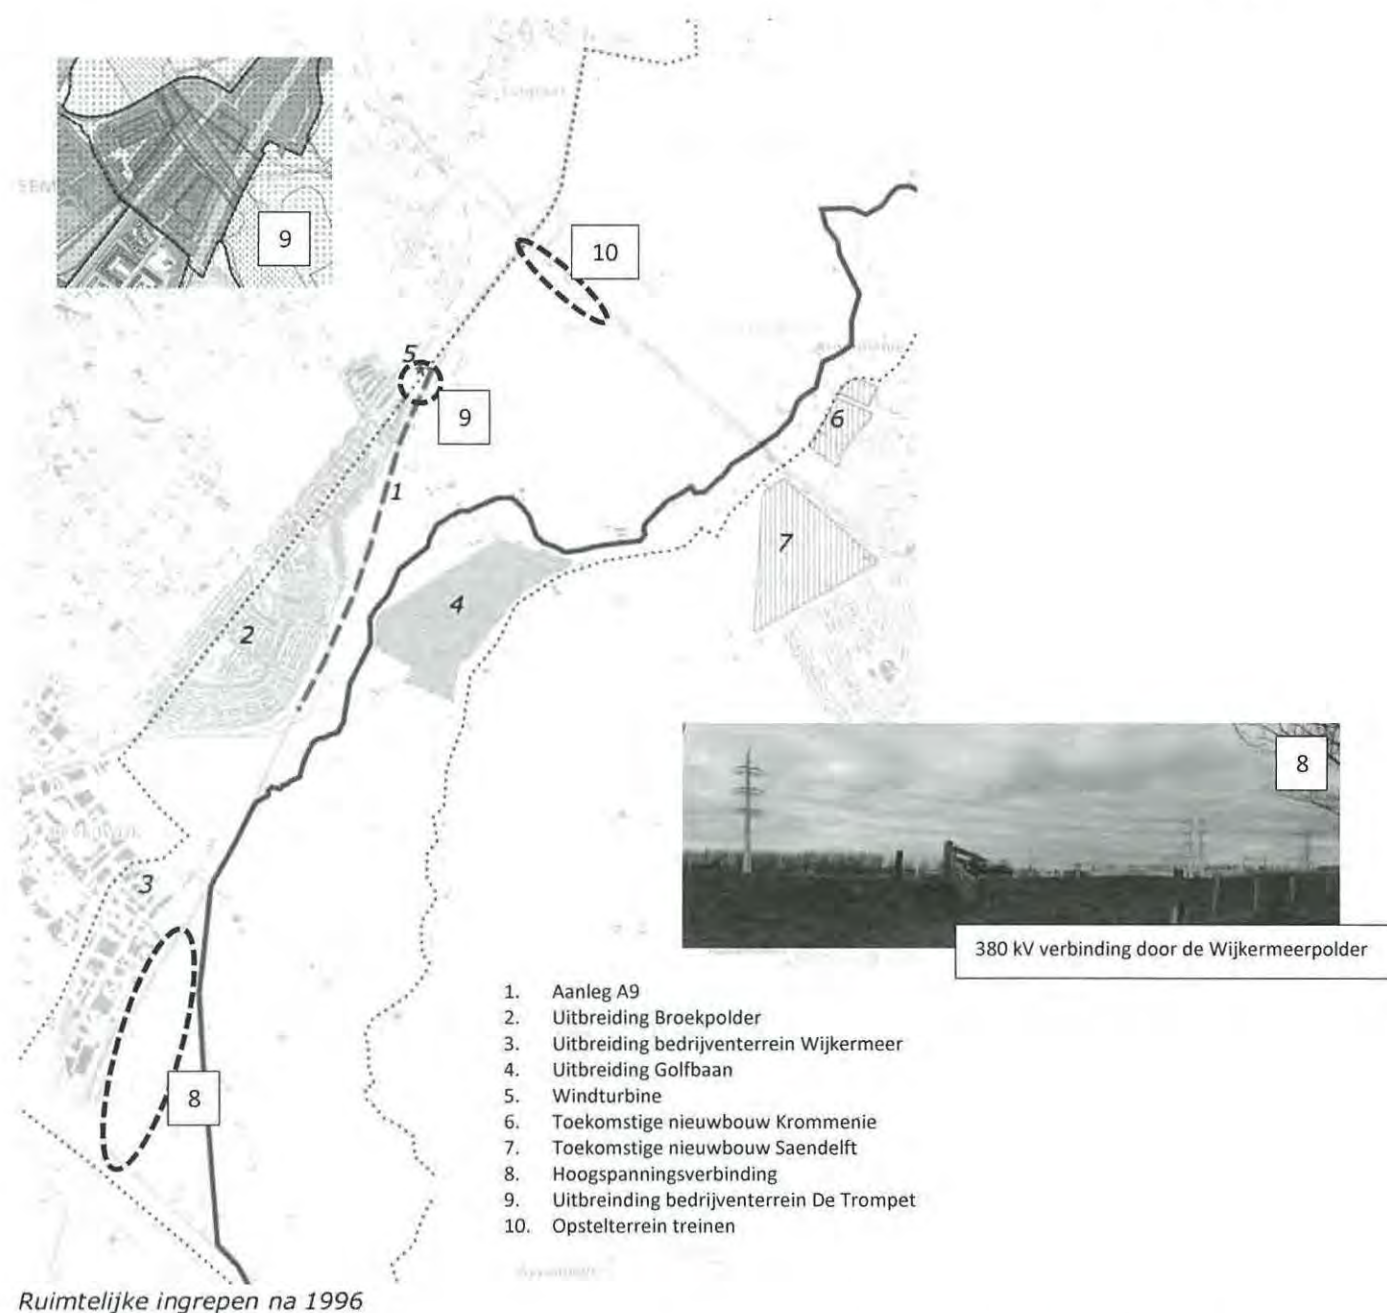 9
10
5
9
6
1
7
4
2
8
3
380 kV verbinding door de Wijkermeerpolder
8
1. Aanleg A9
2. Uitbreiding Broekpolder
3. Uitbreiding bedrijventerrein Wijkermeer
4. Uitbreiding Golfbaan
5. Windturbine
6. Toekomstige nieuwbouw Krommenie
7. Toekomstige nieuwbouw Saendelft
8. Hoogspanningsverbinding
9. Uitbreinding bedrijventerrein De Trompet
10. Opstelterrein treinen
Ruimtelijke ingrepen na 1996